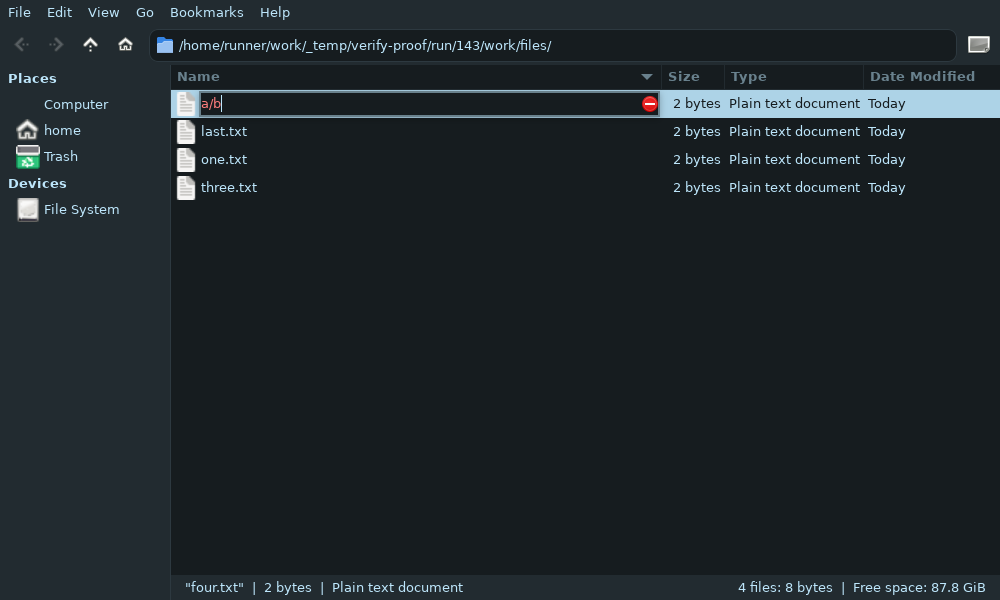 File Edit View Go Bookmarks Help
/home/runner/work/_temp/verify-proof/run/143/work/files/
Places
Computer
home
Trash
Devices
File System
Name Size Type Date Modified
a/b 2 bytes Plain text document Today
last.txt 2 bytes Plain text document Today
one.txt 2 bytes Plain text document Today
three.txt 2 bytes Plain text document Today
"four.txt" | 2 bytes | Plain text document 4 files: 8 bytes | Free space: 87.8 GiB